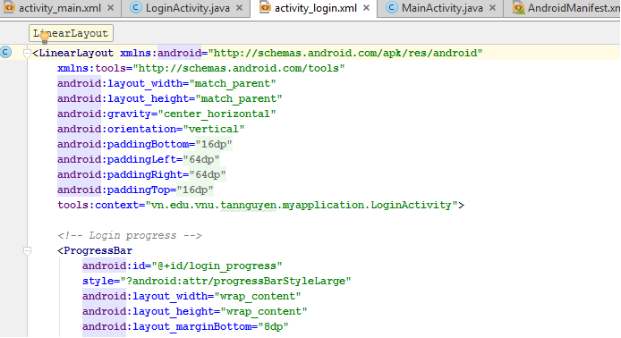 activity_main.xml × LoginActivity.java × activity_login.xml × MainActivity.java × AndroidManifest.xm
LinearLayout
<LinearLayout xmlns:android="http://schemas.android.com/apk/res/android"
xmlns:tools="http://schemas.android.com/tools"
android:layout_width="match_parent"
android:layout_height="match_parent"
android:gravity="center_horizontal"
android:orientation="vertical"
android:paddingBottom="16dp"
android:paddingLeft="64dp"
android:paddingRight="64dp"
android:paddingTop="16dp"
tools:context="vn.edu.vnu.tannguyen.myapplication.LoginActivity">
<!-- Login progress -->
<ProgressBar
android:id="@+id/login_progress"
style="?android:attr/progressBarStyleLarge"
android:layout_width="wrap_content"
android:layout_height="wrap_content"
android:layout_marginBottom="8dp"